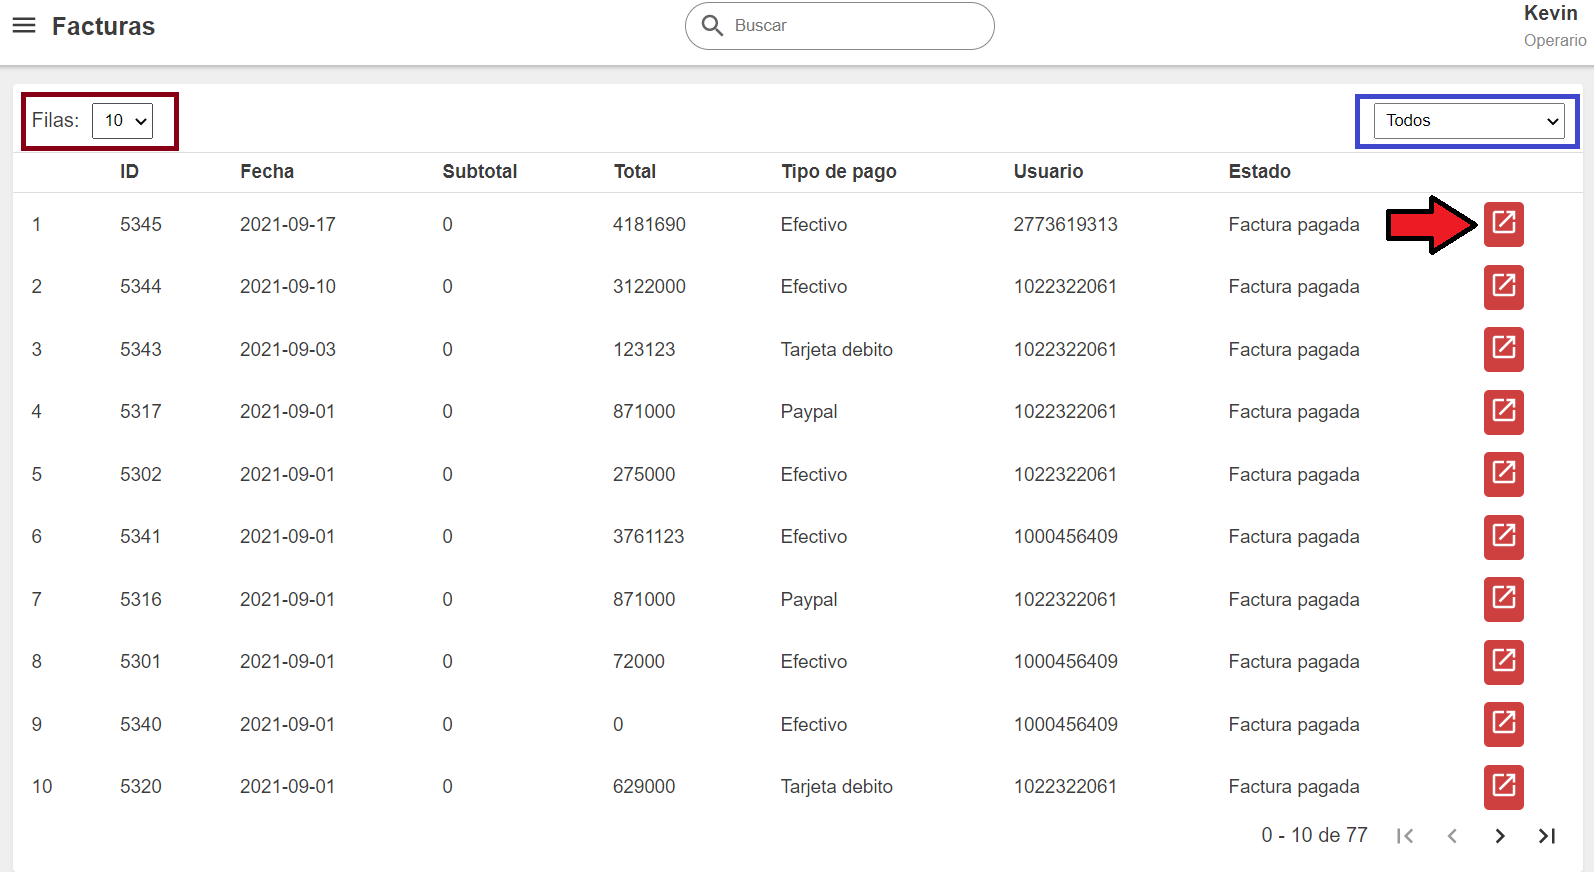 Facturas
Buscar
Kevin
Operario
Filas: 10
Todos
ID Fecha Subtotal Total Tipo de pago Usuario Estado
1 5345 2021-09-17 0 4181690 Efectivo 2773619313 Factura pagada
2 5344 2021-09-10 0 3122000 Efectivo 1022322061 Factura pagada
3 5343 2021-09-03 0 123123 Tarjeta debito 1022322061 Factura pagada
4 5317 2021-09-01 0 871000 Paypal 1022322061 Factura pagada
5 5302 2021-09-01 0 275000 Efectivo 1022322061 Factura pagada
6 5341 2021-09-01 0 3761123 Efectivo 1000456409 Factura pagada
7 5316 2021-09-01 0 871000 Paypal 1022322061 Factura pagada
8 5301 2021-09-01 0 72000 Efectivo 1000456409 Factura pagada
9 5340 2021-09-01 0 0 Efectivo 1000456409 Factura pagada
10 5320 2021-09-01 0 629000 Tarjeta debito 1022322061 Factura pagada
0 - 10 de 77